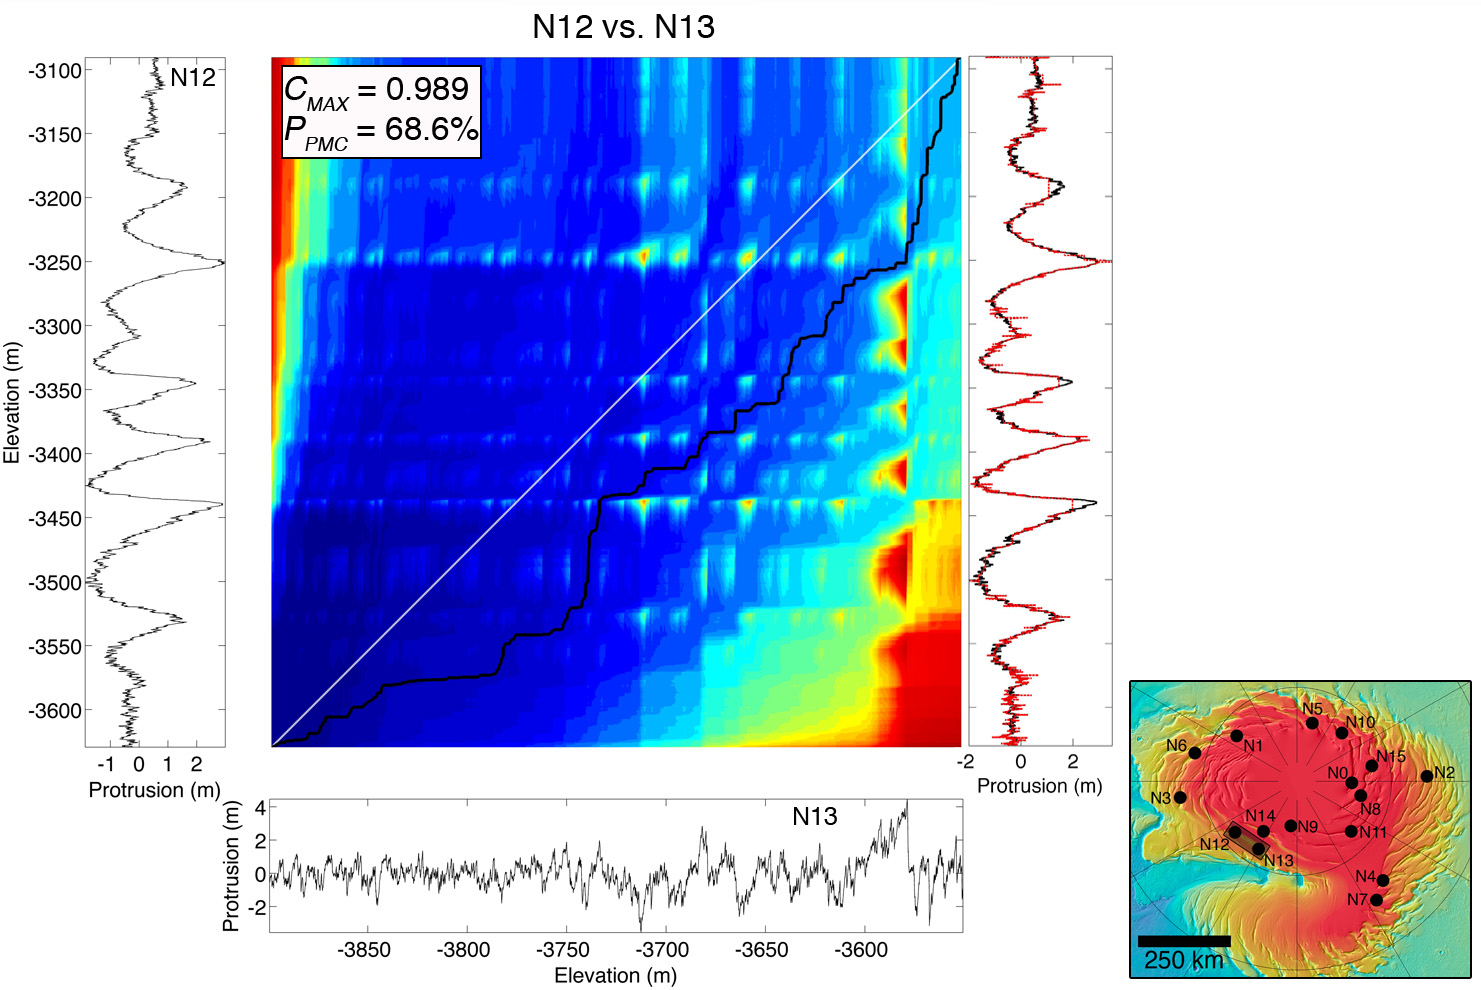 N12 vs. N13
N12
C MAX = 0.989
P PMC = 68.6%
Elevation (m)
-3100
-3150
-3200
-3250
-3300
-3350
-3400
-3450
-3500
-3550
-3600
-1 0 1 2
Protrusion (m)
-2 0 2
Protrusion (m)
N13
Protrusion (m)
4
2
0
-2
-3850 -3800 -3750 -3700 -3650 -3600
Elevation (m)
N5
N10
N1
N6
N15
N0
N2
N3
N8
N14
N9
N11
N12
N13
N4
N7
250 km